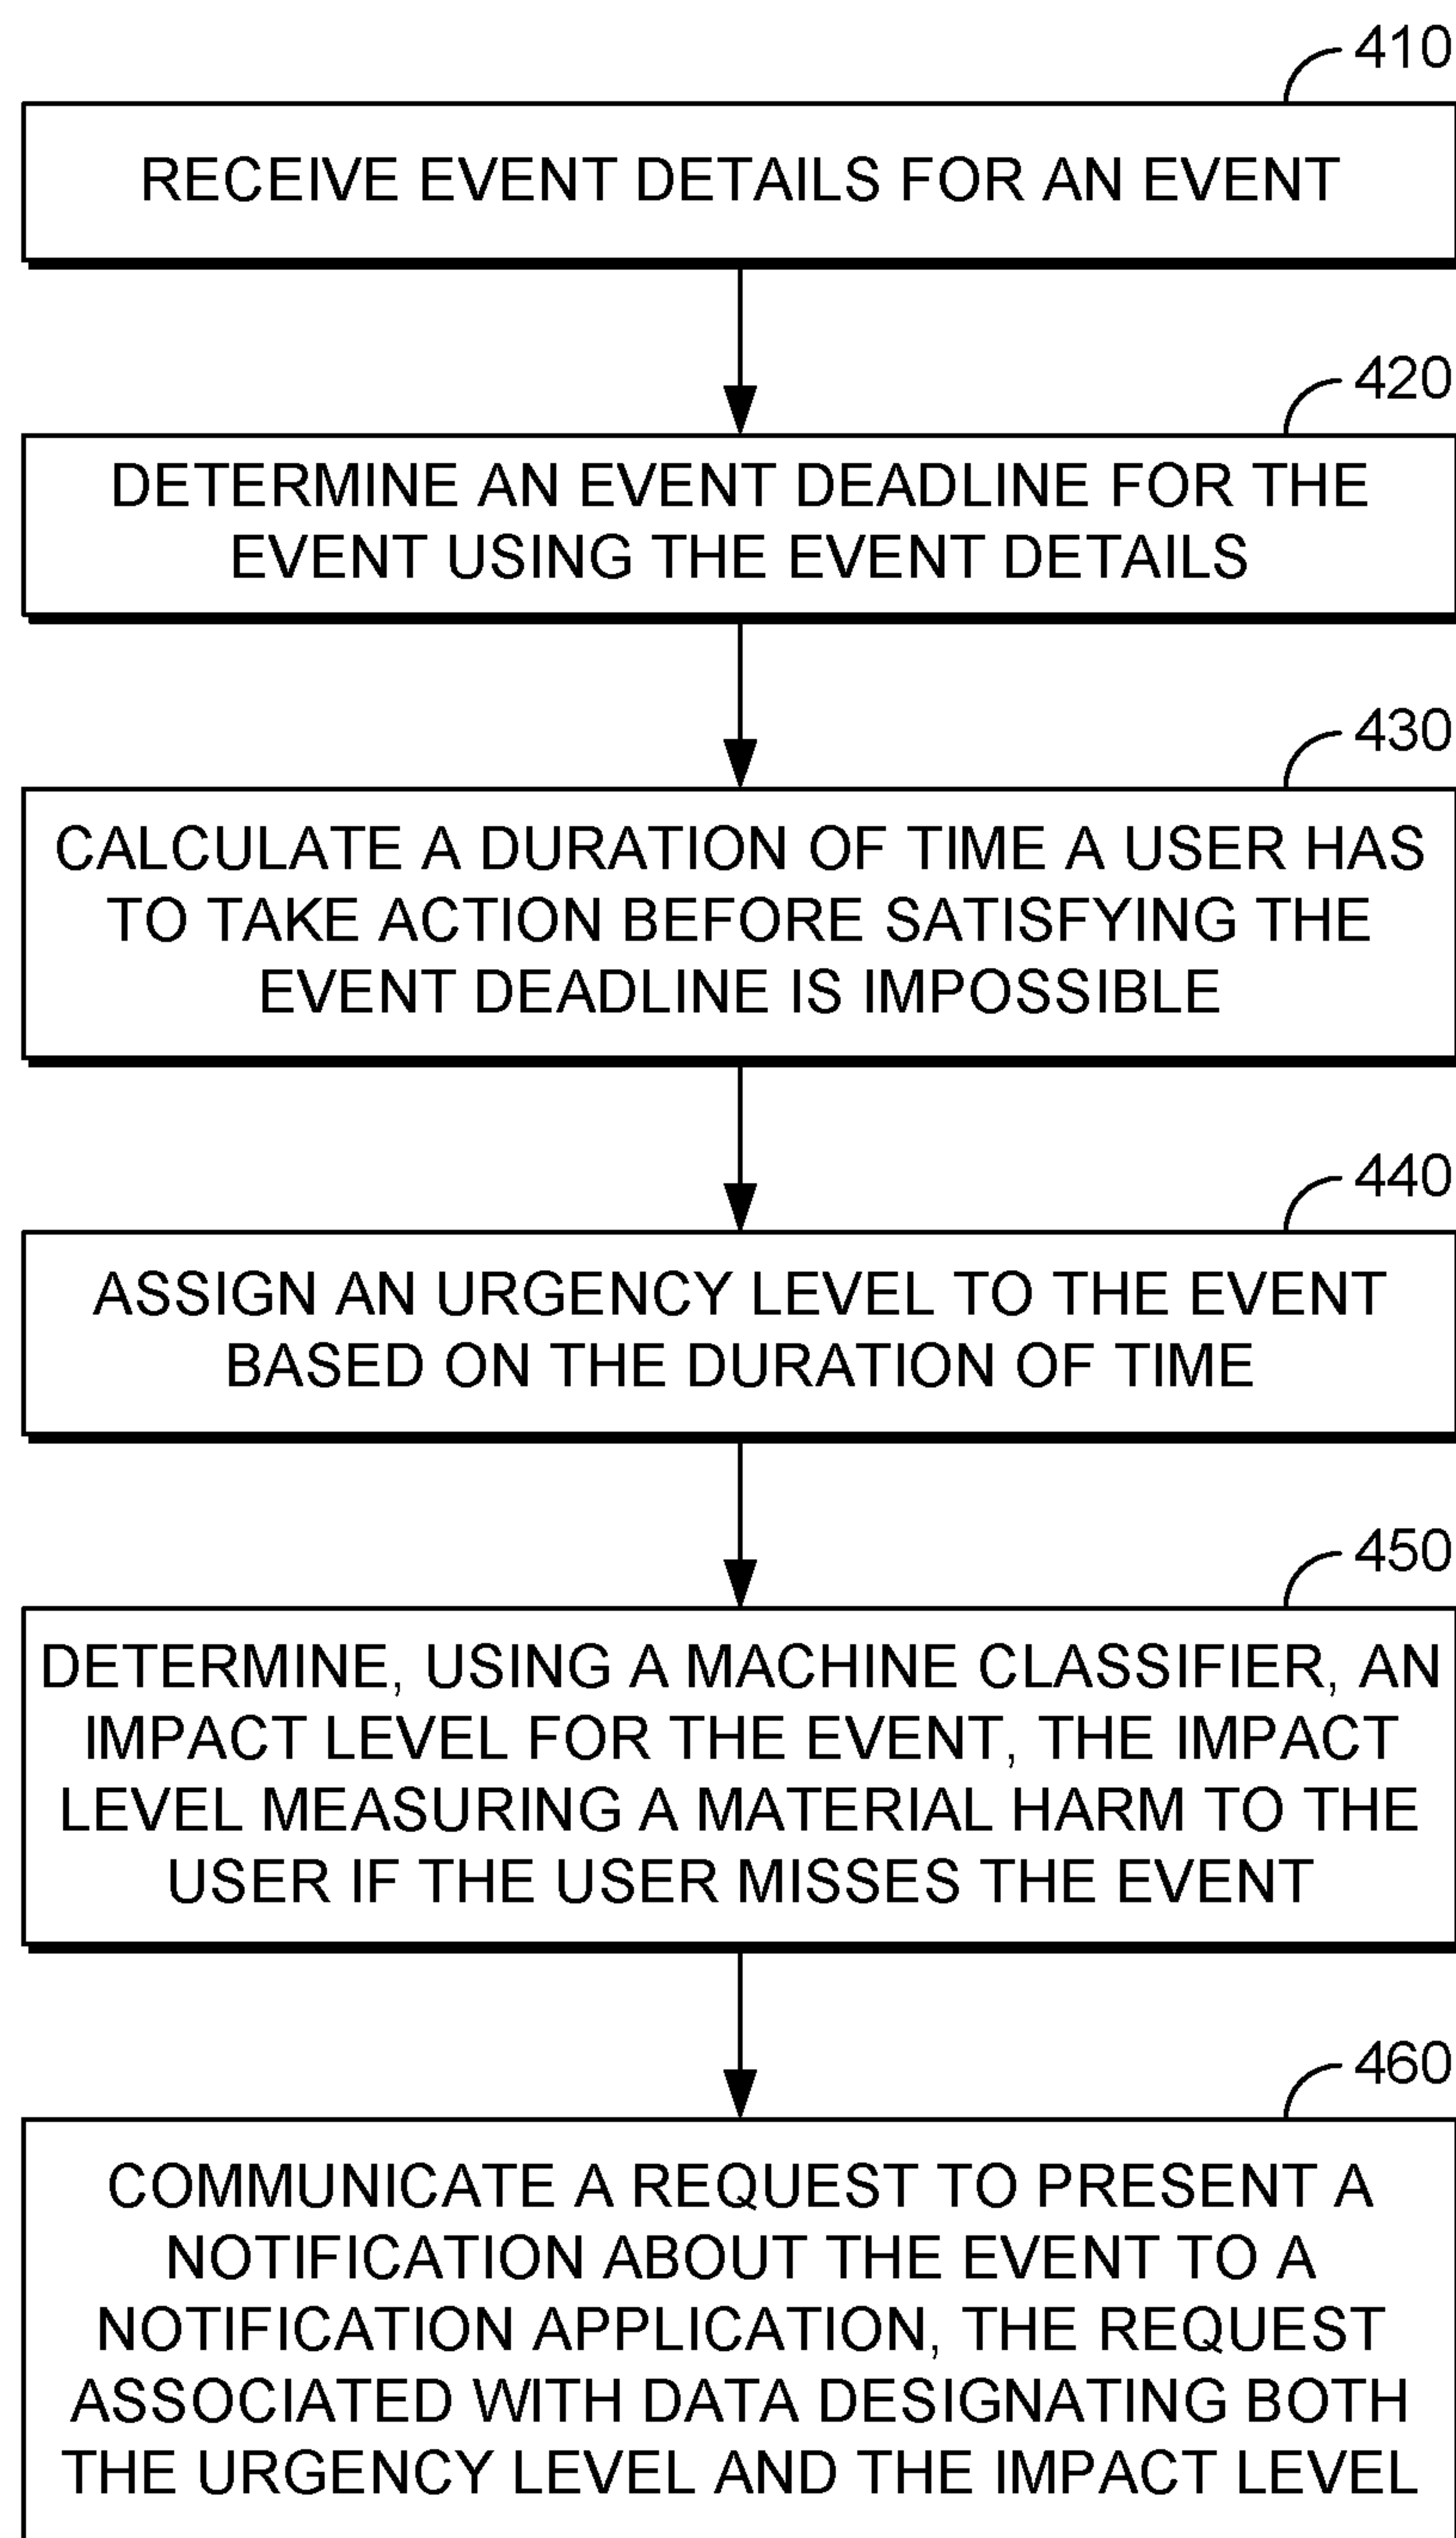 410
RECEIVE EVENT DETAILS FOR AN EVENT
420
DETERMINE AN EVENT DEADLINE FOR THE
EVENT USING THE EVENT DETAILS
430
CALCULATE A DURATION OF TIME A USER HAS
TO TAKE ACTION BEFORE SATISFYING THE
EVENT DEADLINE IS IMPOSSIBLE
440
ASSIGN AN URGENCY LEVEL TO THE EVENT
BASED ON THE DURATION OF TIME
450
DETERMINE, USING A MACHINE CLASSIFIER, AN
IMPACT LEVEL FOR THE EVENT, THE IMPACT
LEVEL MEASURING A MATERIAL HARM TO THE
USER IF THE USER MISSES THE EVENT
460
COMMUNICATE A REQUEST TO PRESENT A
NOTIFICATION ABOUT THE EVENT TO A
NOTIFICATION APPLICATION, THE REQUEST
ASSOCIATED WITH DATA DESIGNATING BOTH
THE URGENCY LEVEL AND THE IMPACT LEVEL